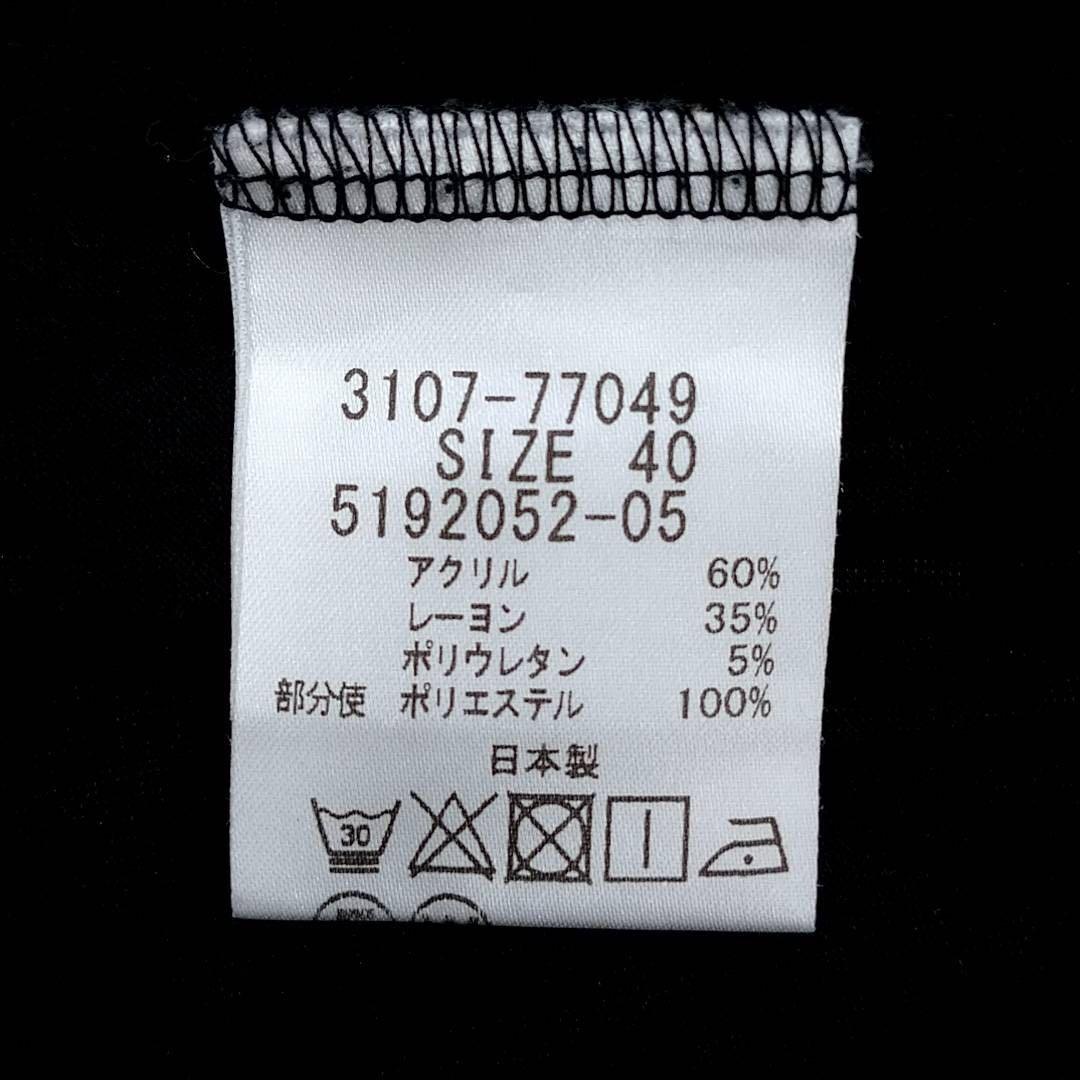 3107-77049
SIZE 40
5192052-05
アクリル 60%
レーヨン 35%
ポリウレタン 5%
部分使 ポリエステル 100%
日本製
30